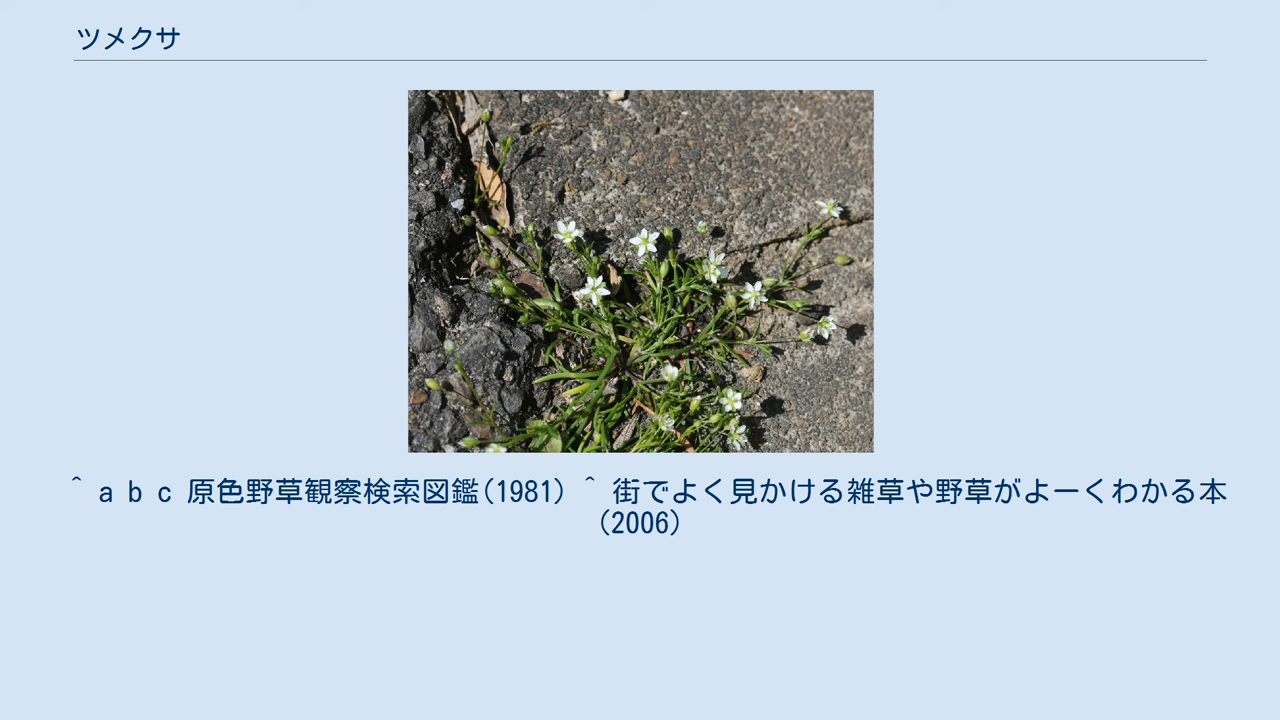 ツメクサ
^ a b c 原色野草観察検索図鑑(1981) ^ 街でよく見かける雑草や野草がよーくわかる本
(2006)